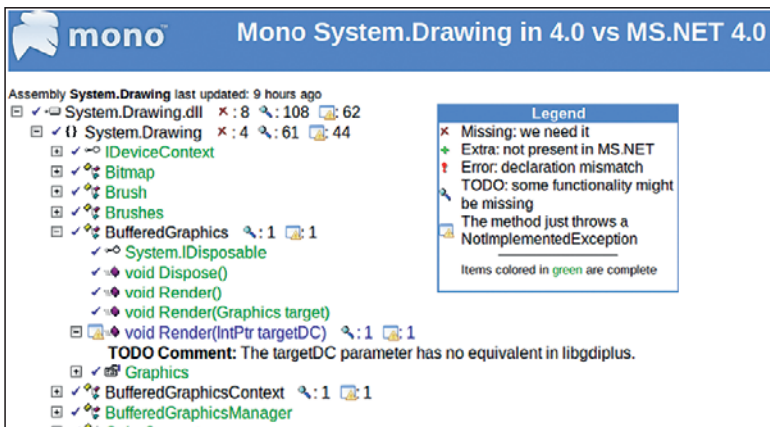 mono
Mono System.Drawing in 4.0 vs MS.NET 4.0
Assembly System.Drawing last updated: 9 hours ago
System.Drawing.dll : 8 : 108 : 62
{} System.Drawing : 4 : 61 : 44
IDeviceContext
Bitmap
Brush
Brushes
BufferedGraphics : 1 : 1
System.IDisposable
void Dispose()
void Render()
void Render(Graphics target)
void Render(IntPtr targetDC) : 1 : 1
TODO Comment: The targetDC parameter has no equivalent in libgdiplus.
Graphics
BufferedGraphicsContext : 1 : 1
BufferedGraphicsManager
Legend
Missing: we need it
Extra: not present in MS.NET
Error: declaration mismatch
TODO: some functionality might
be missing
The method just throws a
NotImplementedException
Items colored in green are complete